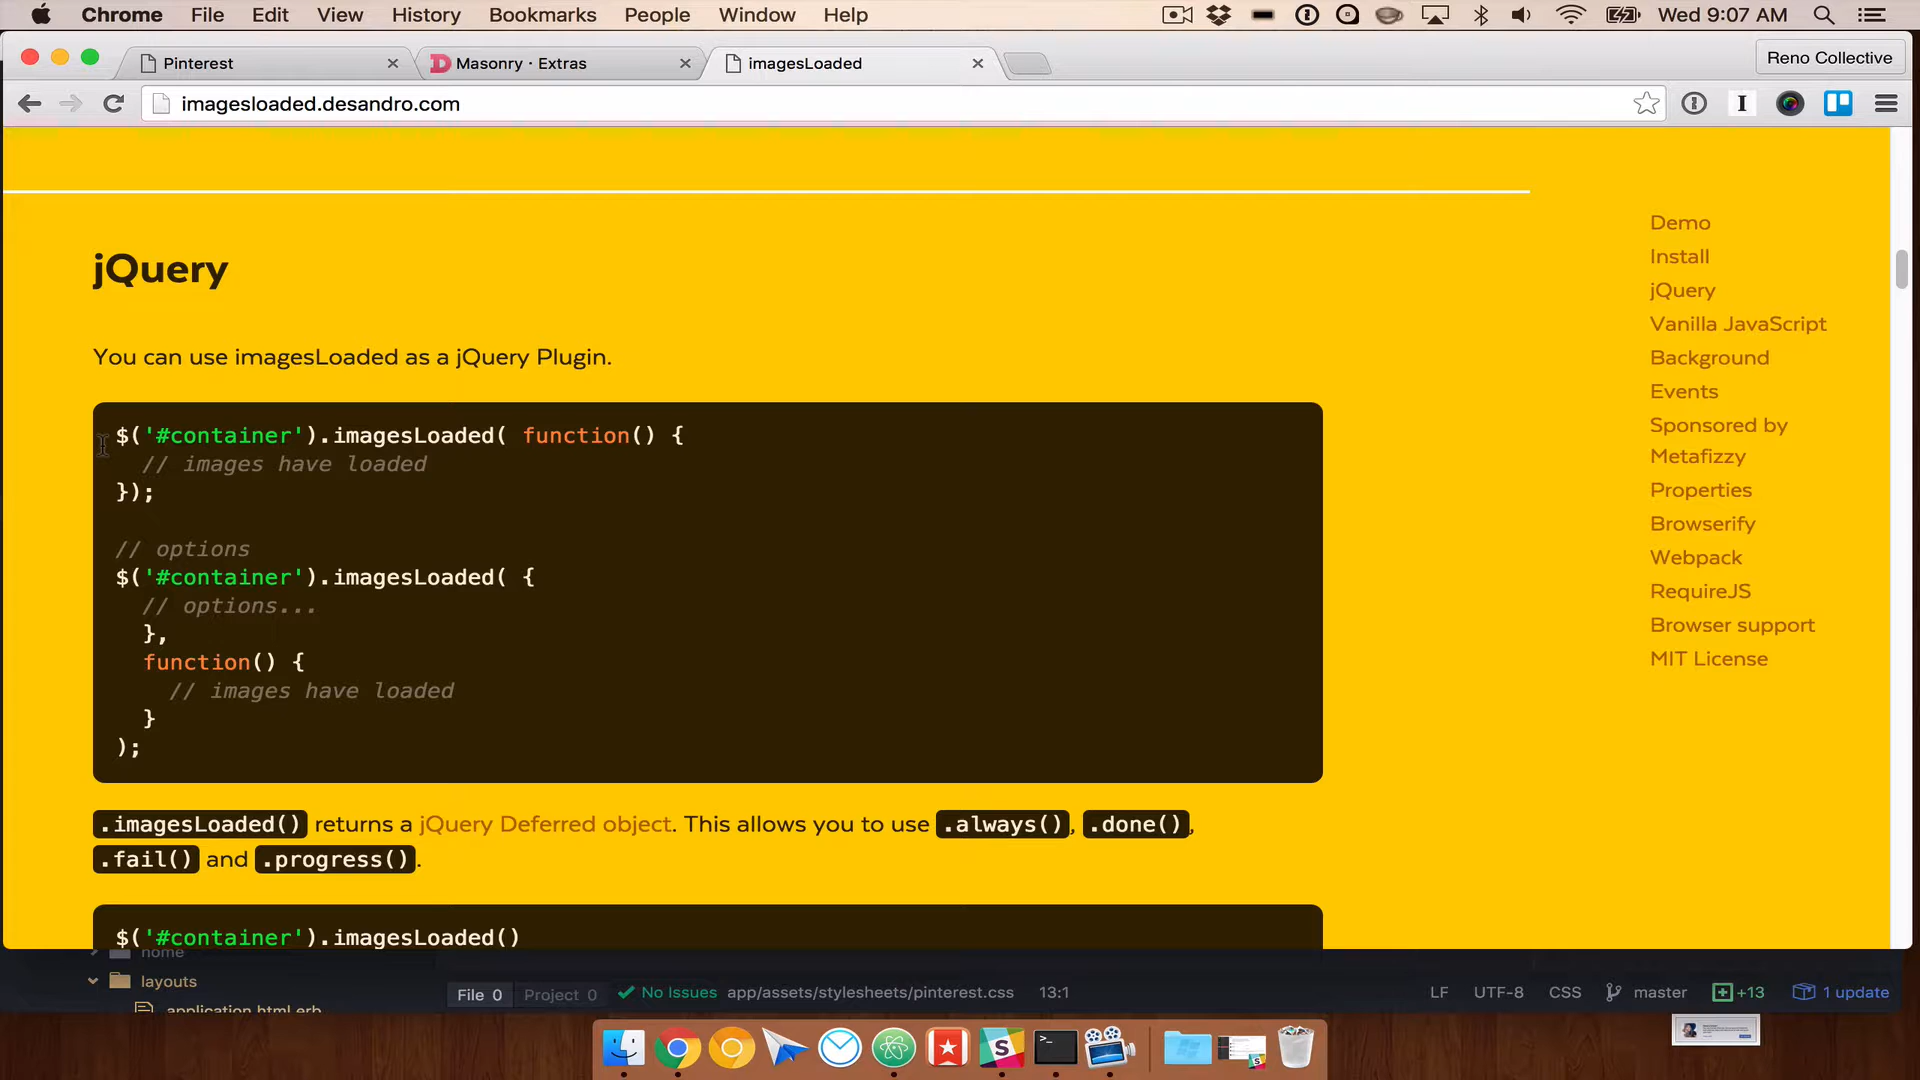 Chrome File Edit View History Bookmarks People Window Help Wed 9:07 AM
Pinterest Masonry · Extras imagesLoaded Reno Collective
imagesloaded.desandro.com
jQuery
You can use imagesLoaded as a jQuery Plugin.
$('#container').imagesLoaded( function() {
// images have loaded
});
// options
$('#container').imagesLoaded( {
// options...
},
function() {
// images have loaded
}
);
.imagesLoaded() returns a jQuery Deferred object. This allows you to use .always(), .done(),
.fail() and .progress().
$('#container').imagesLoaded()
Demo
Install
jQuery
Vanilla JavaScript
Background
Events
Sponsored by
Metafizzy
Properties
Browserify
Webpack
RequireJS
Browser support
MIT License
home
layouts
application.html.erb
File 0 Project 0 No Issues app/assets/stylesheets/pinterest.css 13:1 LF UTF-8 CSS master +13 1 update